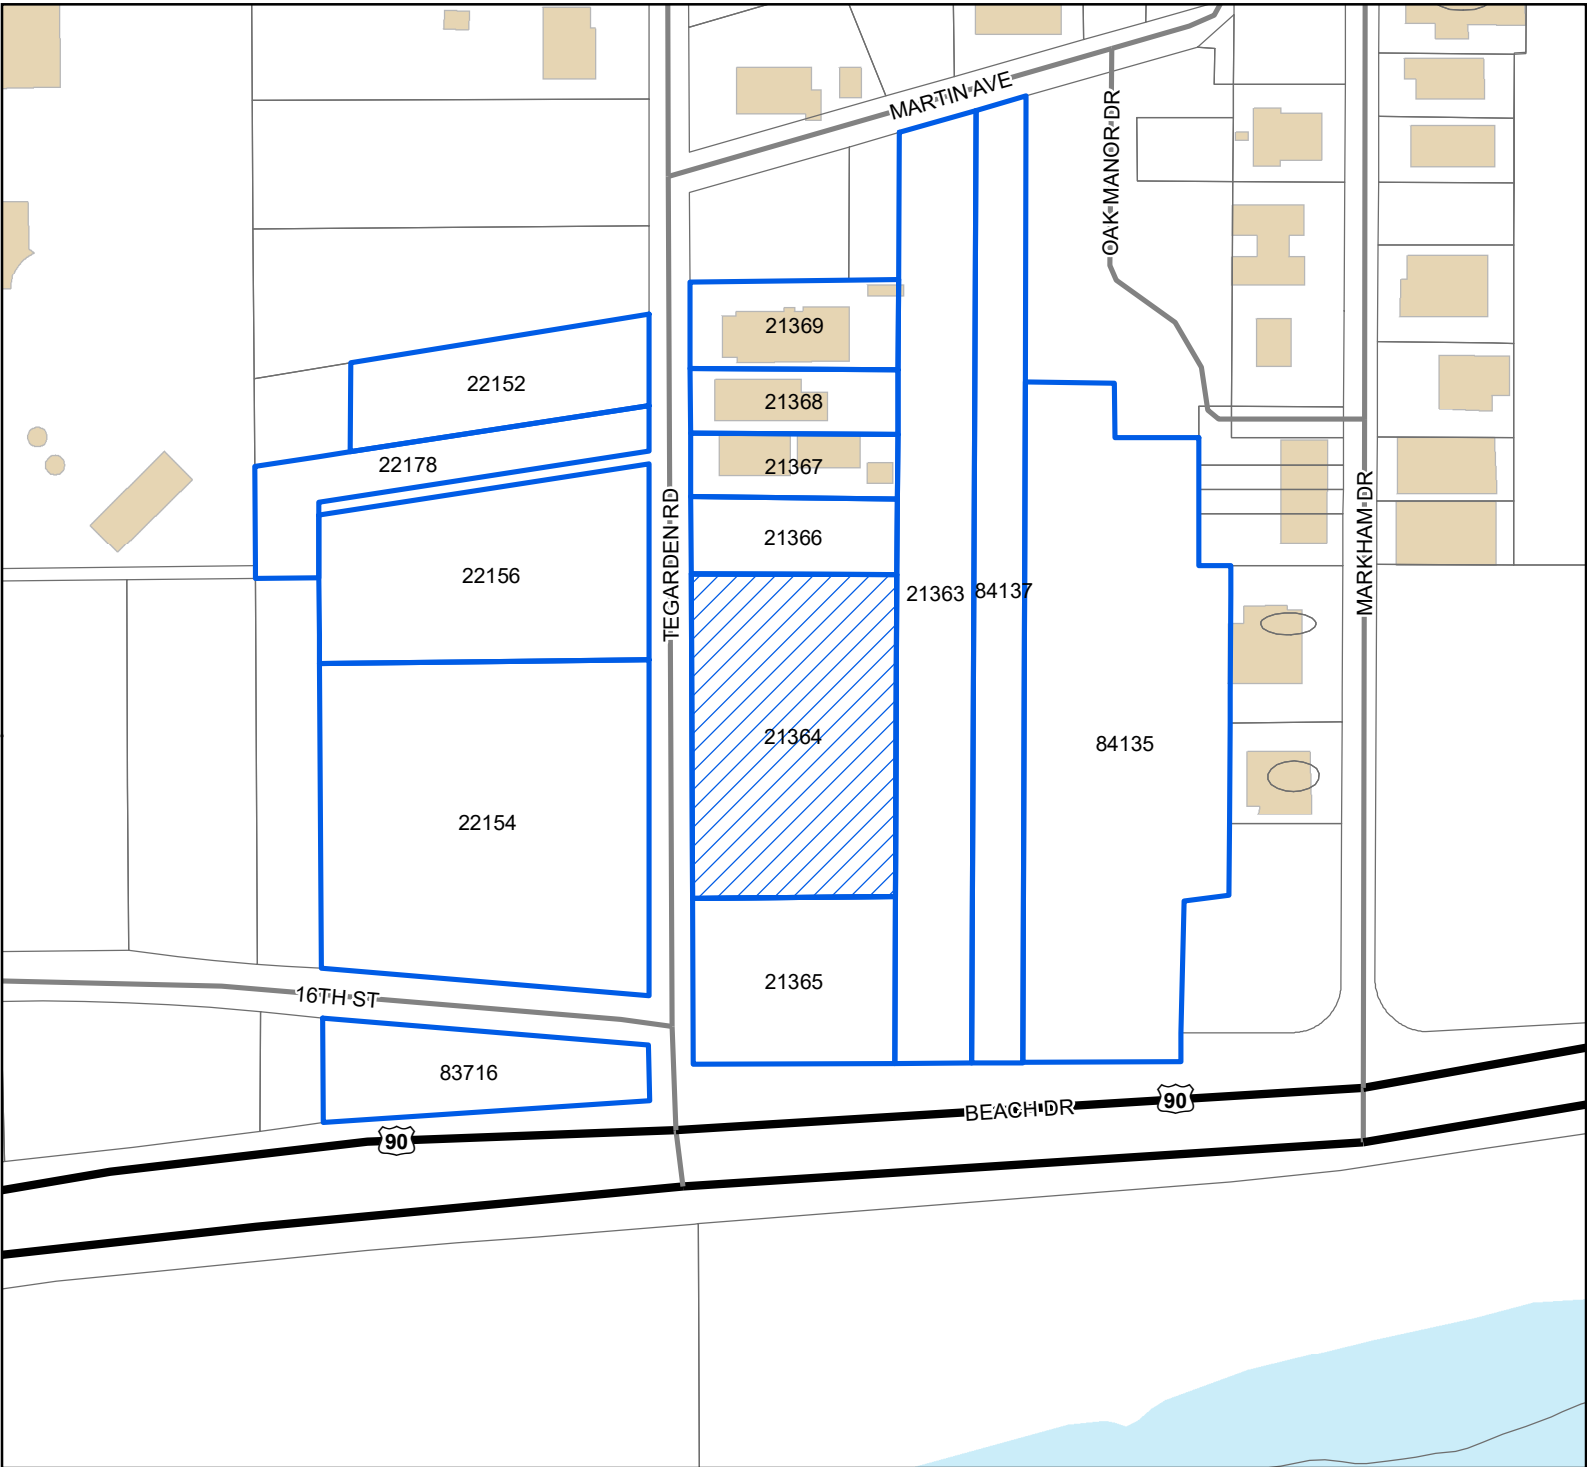 MARTIN AVE
OAK MANOR DR
21369
22152
21368
22178
21367
TEGARDEN RD
MARKHAM DR
21366
22156
21363
84137
21364
84135
22154
21365
16TH ST
83716
BEACH DR
90
90